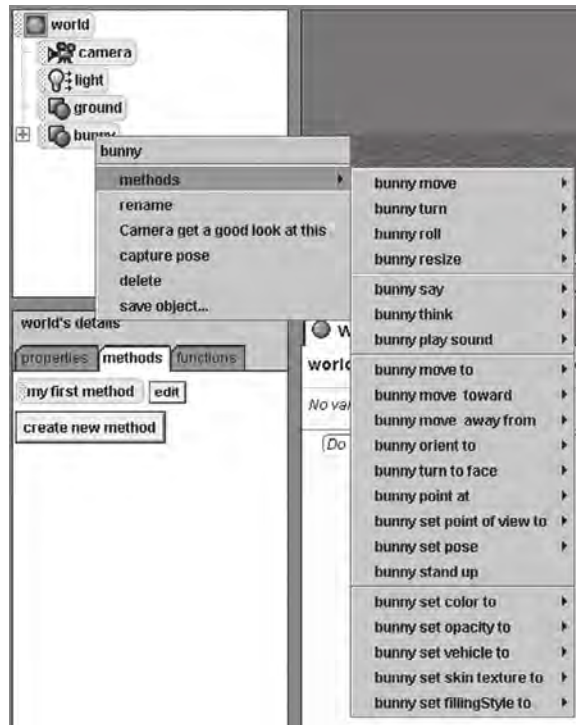 world
camera
light
ground
bunny
bunny
methods
rename
Camera get a good look at this
capture pose
delete
save object...
bunny move
bunny turn
bunny roll
bunny resize
bunny say
bunny think
bunny play sound
bunny move to
bunny move toward
bunny move away from
bunny orient to
bunny turn to face
bunny point at
bunny set point of view to
bunny set pose
bunny stand up
bunny set color to
bunny set opacity to
bunny set vehicle to
bunny set skin texture to
bunny set fillingStyle to
world's details
properties methods functions
my first method edit
create new method
w
world
No va
Do